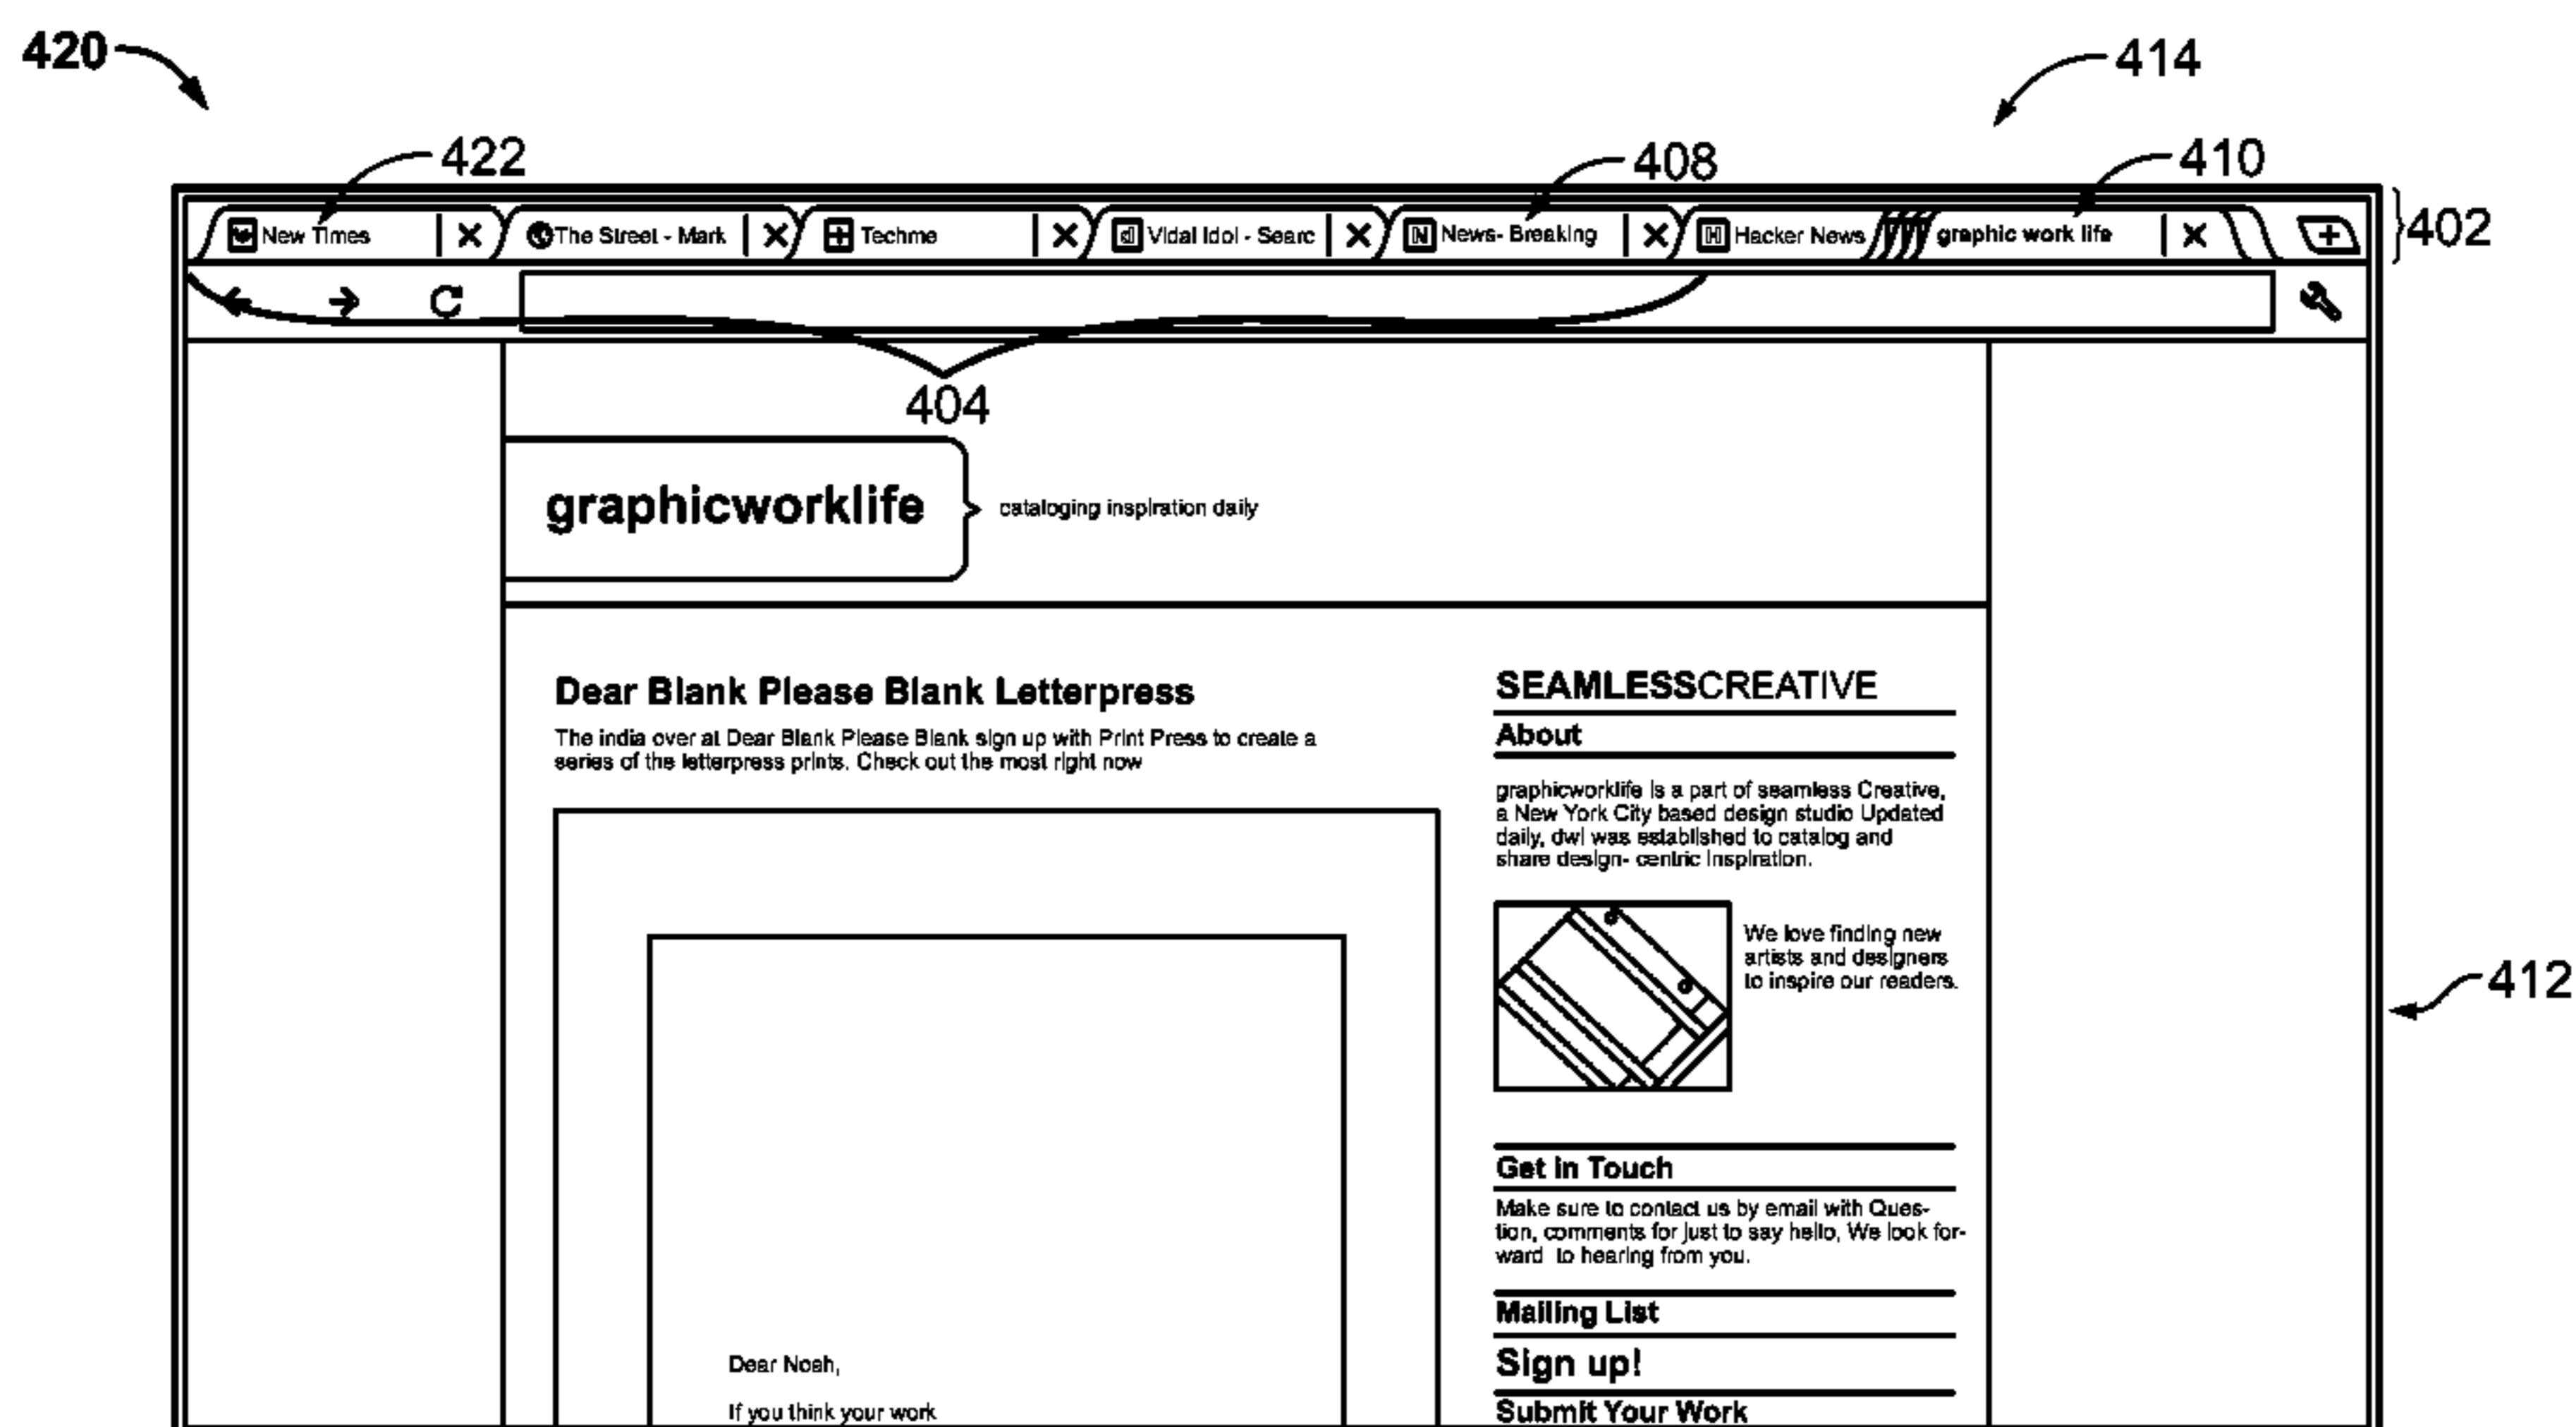 420
414
422
408
410
New Times
The Street - Mark
Techme
Vidal Idol - Searc
News- Breaking
Hacker News
graphic work life
402
404
graphicworklife
cataloging inspiration daily
Dear Blank Please Blank Letterpress
The india over at Dear Blank Please Blank sign up with Print Press to create a
series of the letterpress prints. Check out the most right now
SEAMLESSCREATIVE
About
graphicworklife is a part of seamless Creative,
a New York City based design studio Updated
daily, dwl was established to catalog and
share design- centric Inspiration.
We love finding new
artists and designers
to inspire our readers.
412
Get in Touch
Make sure to contact us by email with Ques-
tion, comments for just to say hello, We look for-
ward to hearing from you.
Mailing List
Sign up!
Submit Your Work
Dear Noah,
If you think your work